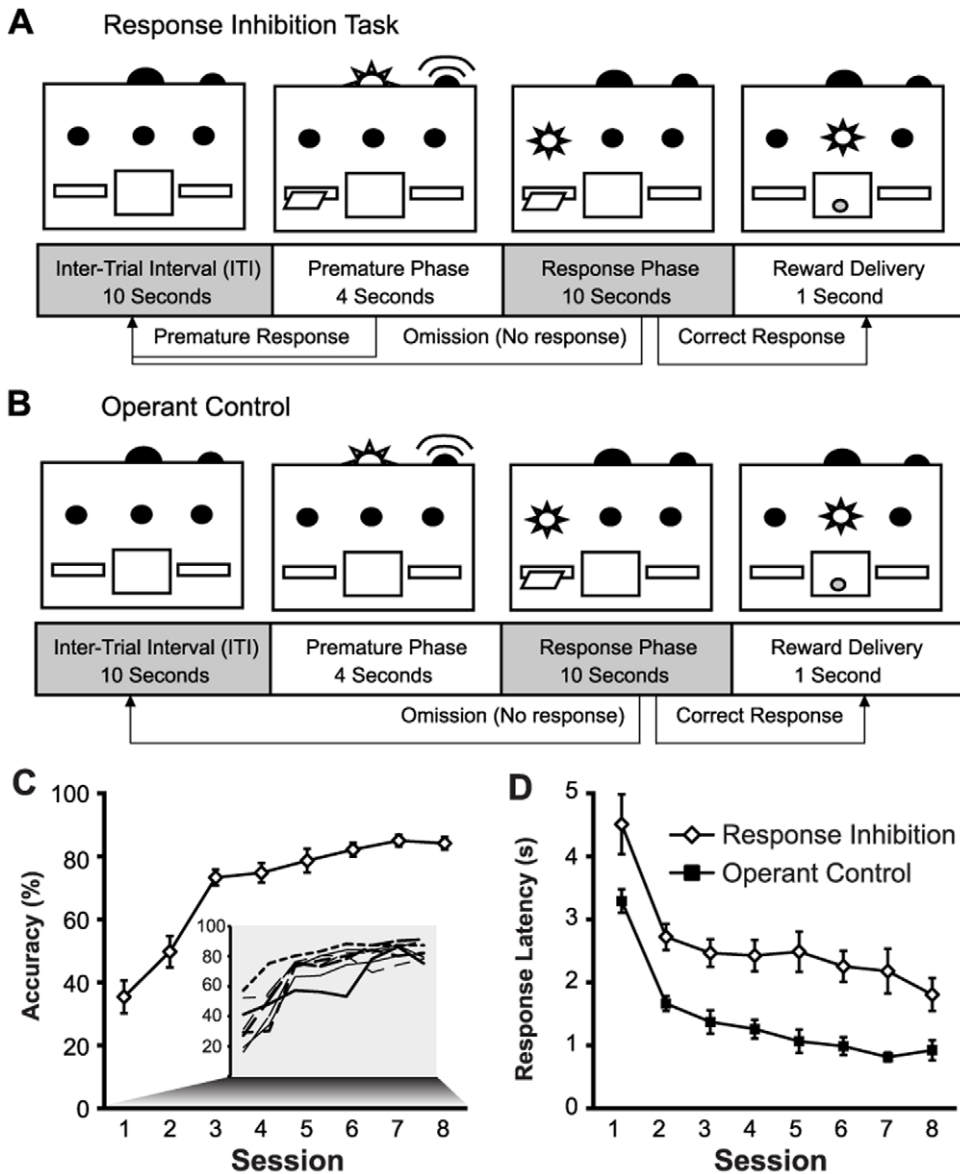 A Response Inhibition Task
Inter-Trial Interval (ITI) Premature Phase Response Phase Reward Delivery
10 Seconds 4 Seconds 10 Seconds 1 Second
Premature Response Omission (No response) Correct Response
B Operant Control
Inter-Trial Interval (ITI) Premature Phase Response Phase Reward Delivery
10 Seconds 4 Seconds 10 Seconds 1 Second
Omission (No response) Correct Response
C
100
80
60
40
20
0
Accuracy (%)
100
80
60
40
20
1 2 3 4 5 6 7 8
Session
D
5
4
3
2
1
0
Response Latency (s)
Response Inhibition
Operant Control
1 2 3 4 5 6 7 8
Session